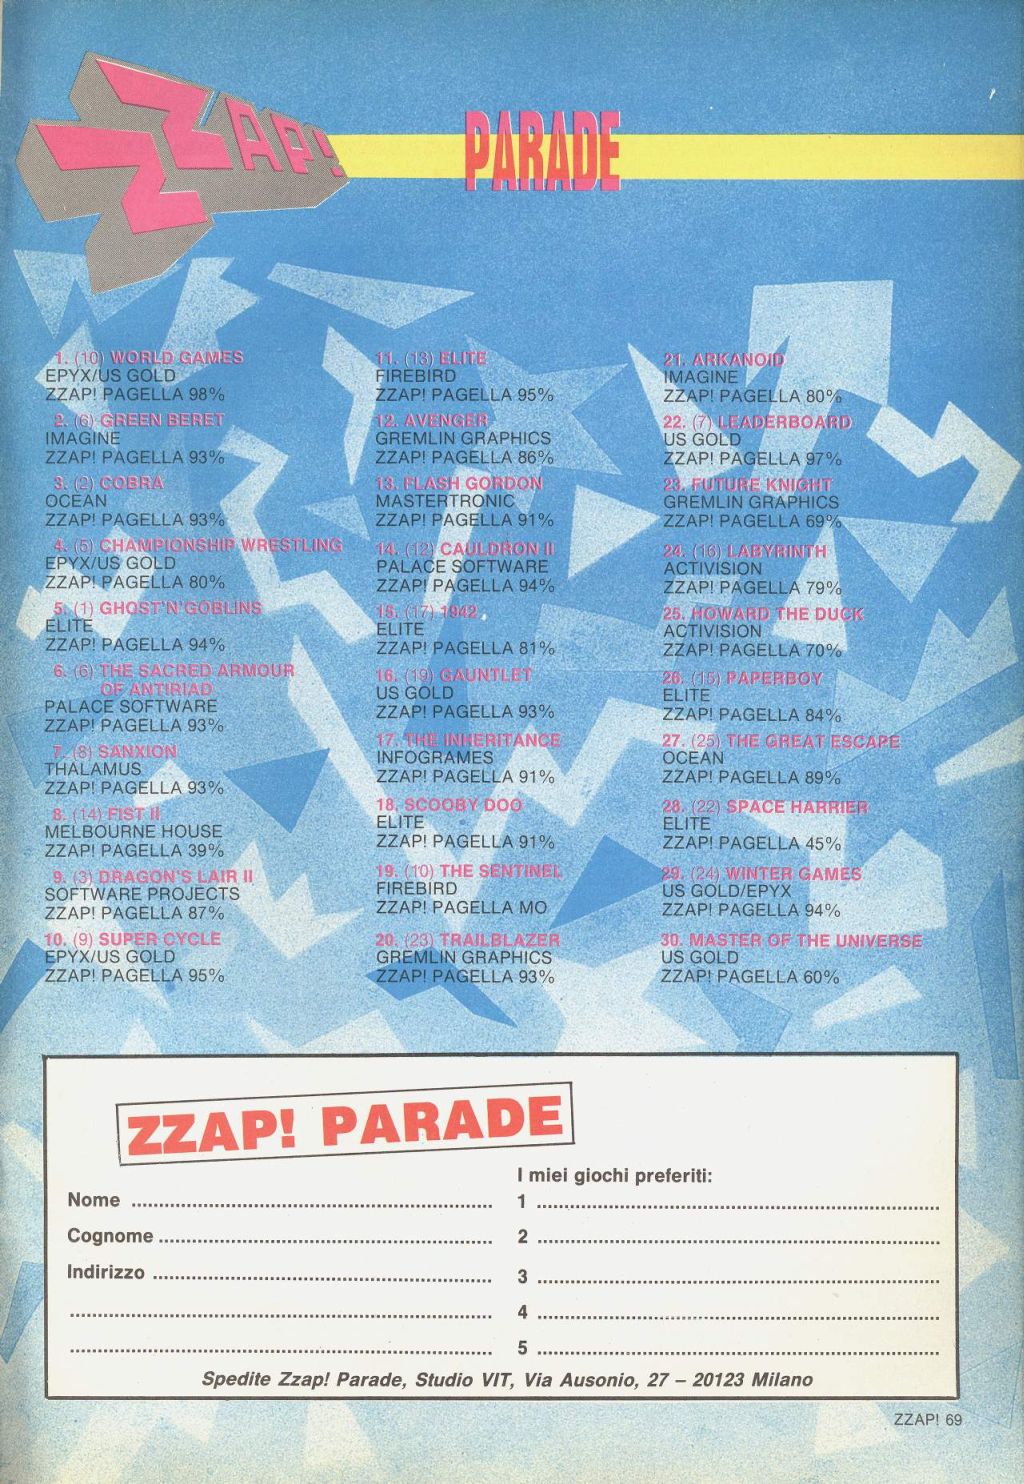 ZZAP!
PARADE
1. (10) WORLD GAMES
EPYX/US GOLD
ZZAP! PAGELLA 98%
2. (6) GREEN BERET
IMAGINE
ZZAP! PAGELLA 93%
3. (2) COBRA
OCEAN
ZZAP! PAGELLA 93%
4. (5) CHAMPIONSHIP WRESTLING
EPYX/US GOLD
ZZAP! PAGELLA 80%
5. (1) GHOST'N'GOBLINS
ELITE
ZZAP! PAGELLA 94%
6. (6) THE SACRED ARMOUR
OF ANTIRIAD
PALACE SOFTWARE
ZZAP! PAGELLA 93%
7. (8) SANXION
THALAMUS
ZZAP! PAGELLA 93%
8. (14) FIST II
MELBOURNE HOUSE
ZZAP! PAGELLA 39%
9. (3) DRAGON'S LAIR II
SOFTWARE PROJECTS
ZZAP! PAGELLA 87%
10. (9) SUPER CYCLE
EPYX/US GOLD
ZZAP! PAGELLA 95%
11. (13) ELITE
FIREBIRD
ZZAP! PAGELLA 95%
12. AVENGER
GREMLIN GRAPHICS
ZZAP! PAGELLA 86%
13. FLASH GORDON
MASTERTRONIC
ZZAP! PAGELLA 91%
14. (12) CAULDRON II
PALACE SOFTWARE
ZZAP! PAGELLA 94%
15. (17) 1942
ELITE
ZZAP! PAGELLA 81%
16. (19) GAUNTLET
US GOLD
ZZAP! PAGELLA 93%
17. THE INHERITANCE
INFOGRAMES
ZZAP! PAGELLA 91%
18. SCOOBY DOO
ELITE
ZZAP! PAGELLA 91%
19. (10) THE SENTINEL
FIREBIRD
ZZAP! PAGELLA MO
20. (23) TRAILBLAZER
GREMLIN GRAPHICS
ZZAP! PAGELLA 93%
21. ARKANOID
IMAGINE
ZZAP! PAGELLA 80%
22. (7) LEADERBOARD
US GOLD
ZZAP! PAGELLA 97%
23. FUTURE KNIGHT
GREMLIN GRAPHICS
ZZAP! PAGELLA 69%
24. (16) LABYRINTH
ACTIVISION
ZZAP! PAGELLA 79%
25. HOWARD THE DUCK
ACTIVISION
ZZAP! PAGELLA 70%
26. (15) PAPERBOY
ELITE
ZZAP! PAGELLA 84%
27. (25) THE GREAT ESCAPE
OCEAN
ZZAP! PAGELLA 89%
28. (22) SPACE HARRIER
ELITE
ZZAP! PAGELLA 45%
29. (24) WINTER GAMES
US GOLD/EPYX
ZZAP! PAGELLA 94%
30. MASTER OF THE UNIVERSE
US GOLD
ZZAP! PAGELLA 60%
ZZAP! PARADE
Nome
Cognome
Indirizzo
I miei giochi preferiti:
1
2
3
4
5
Spedite Zzap! Parade, Studio VIT, Via Ausonio, 27 – 20123 Milano
ZZAP! 69